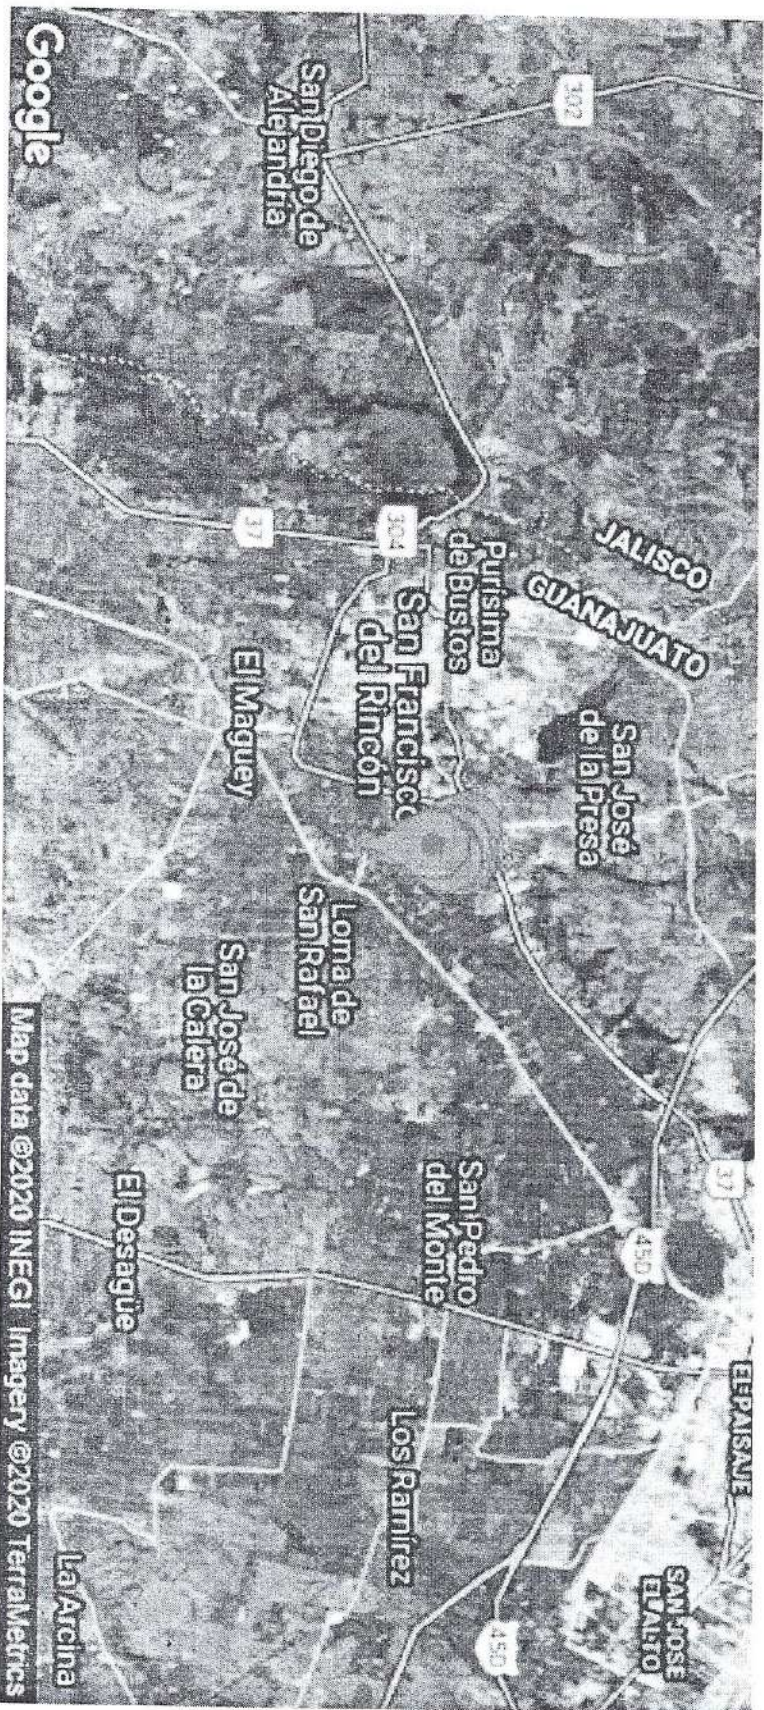 302
San Diego de
Alejandría
JALISCO
GUANAJUATO
Purísima
de Bustos
304
37
San Francisco
del Rincón
San José
de la Presa
El Maguey
Loma de
San Rafael
San José de
la Calera
37
San Pedro
del Monte
450
El Desagüe
EL PAISAJE
Los Ramírez
SAN JOSE
EL ALTO
450
La Arcina
Google
Map data ©2020 INEGI Imagery ©2020 TerraMetrics